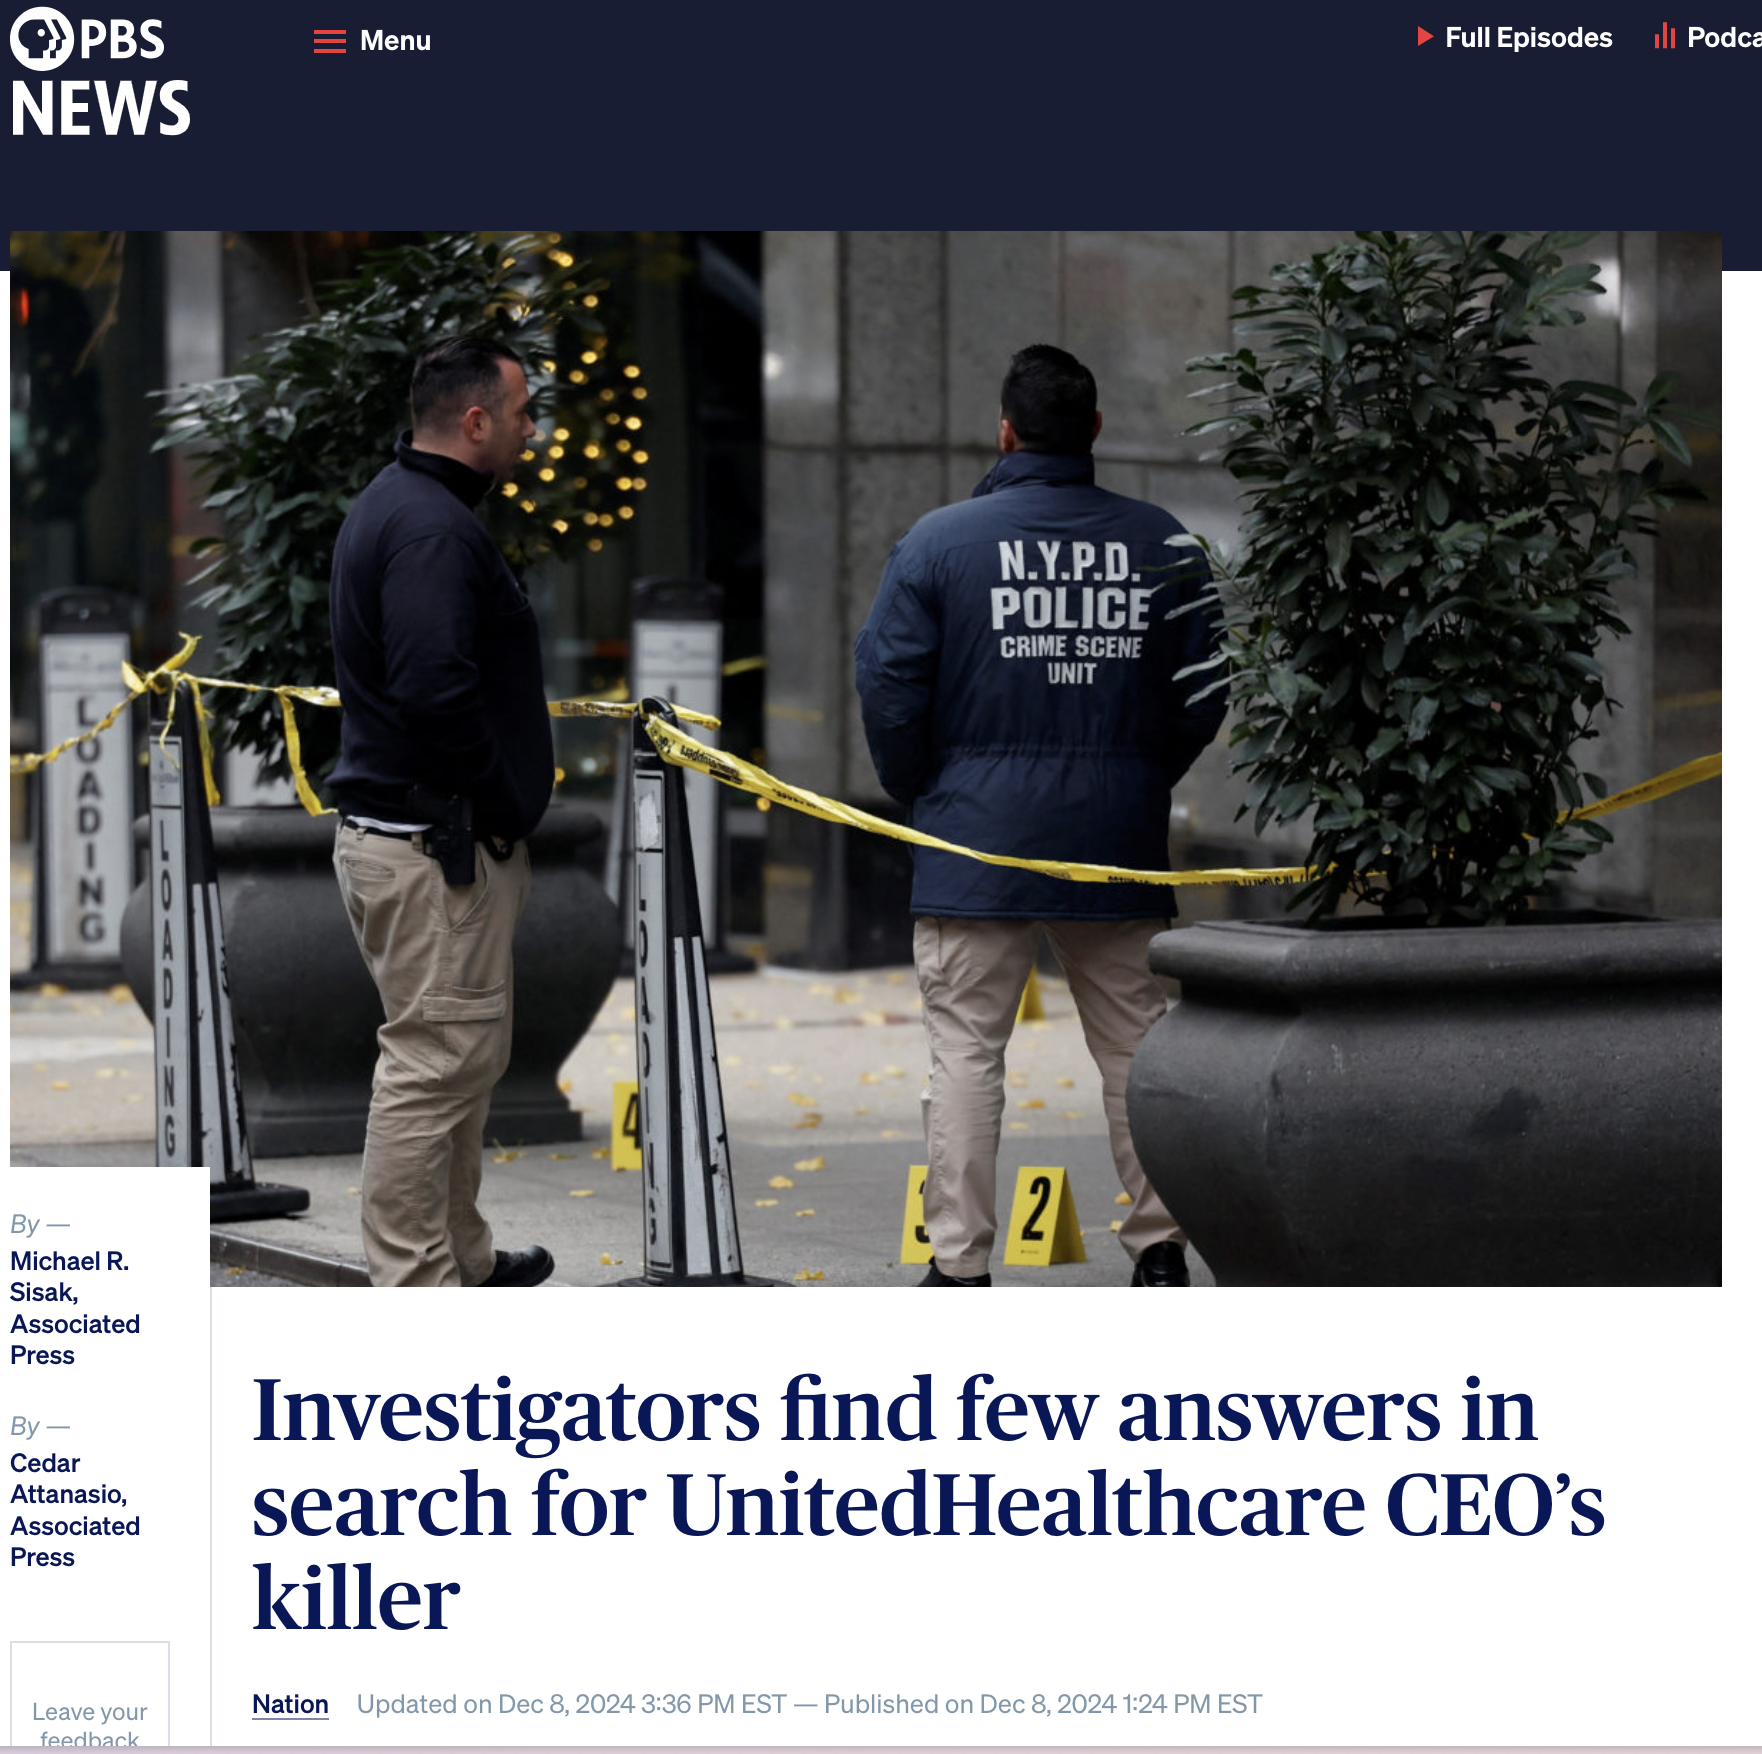 PBS
NEWS
Menu
Full Episodes
Podca
N.Y.P.D.
POLICE
CRIME SCENE
UNIT
LOADING
LOADING
LOADING
L
4
3
2
By —
Michael R.
Sisak,
Associated
Press
By —
Cedar
Attanasio,
Associated
Press
Leave your
feedback
Investigators find few answers in
search for UnitedHealthcare CEO’s
killer
Nation Updated on Dec 8, 2024 3:36 PM EST — Published on Dec 8, 2024 1:24 PM EST